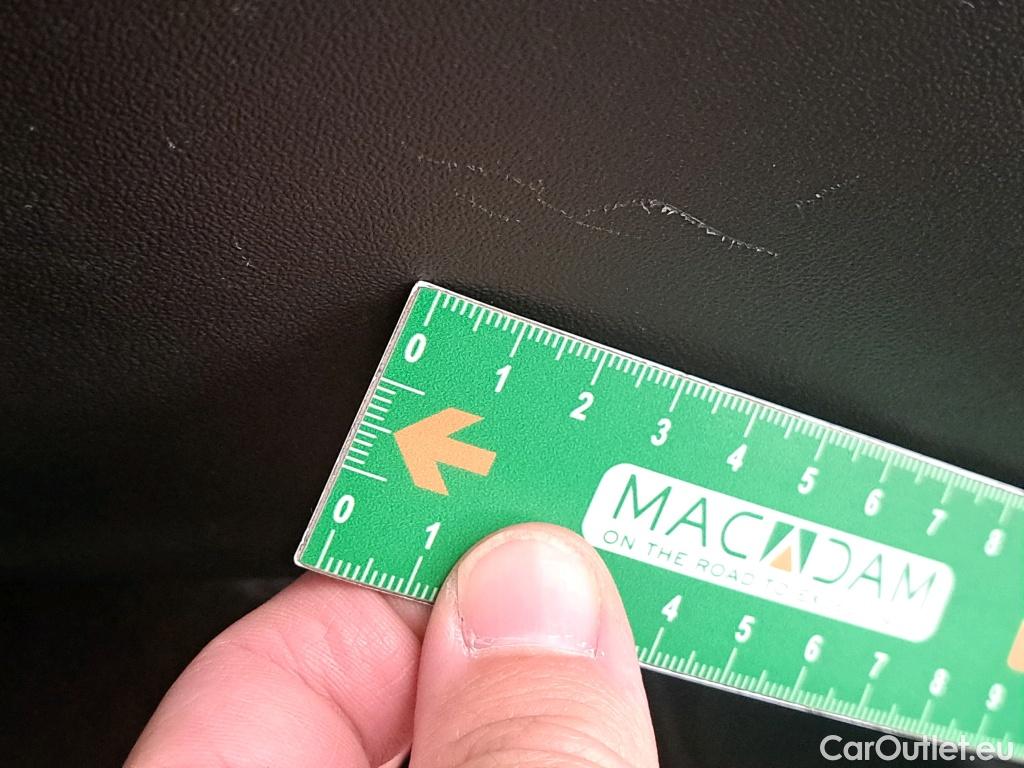 0 1 2 3 4 5 6 7 8
MACADAM
ON THE ROAD TO
0 1 4 5 6 7 8 9
CarOutlet.eu